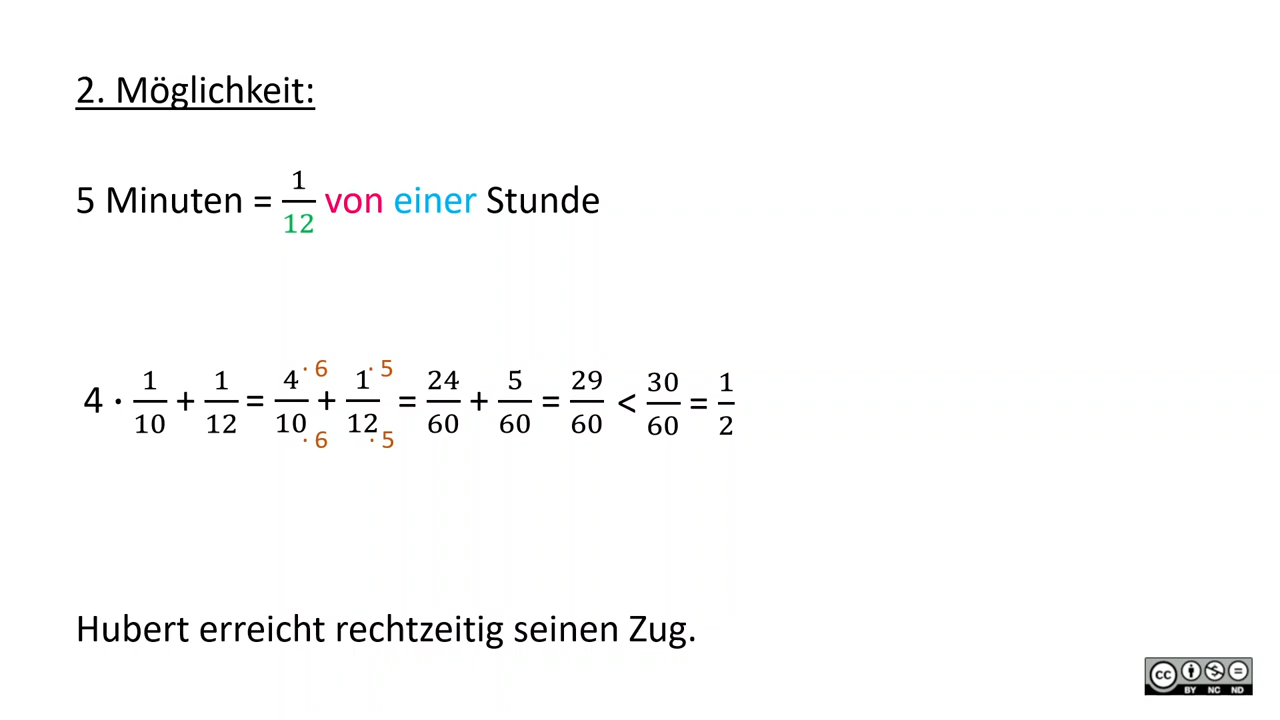 2. Möglichkeit:
5 Minuten = 1/12 von einer Stunde
4 · 1/10 + 1/12 = 4·6/10·6 + 1·5/12·5 = 24/60 + 5/60 = 29/60 < 30/60 = 1/2
Hubert erreicht rechtzeitig seinen Zug.
cc BY NC ND